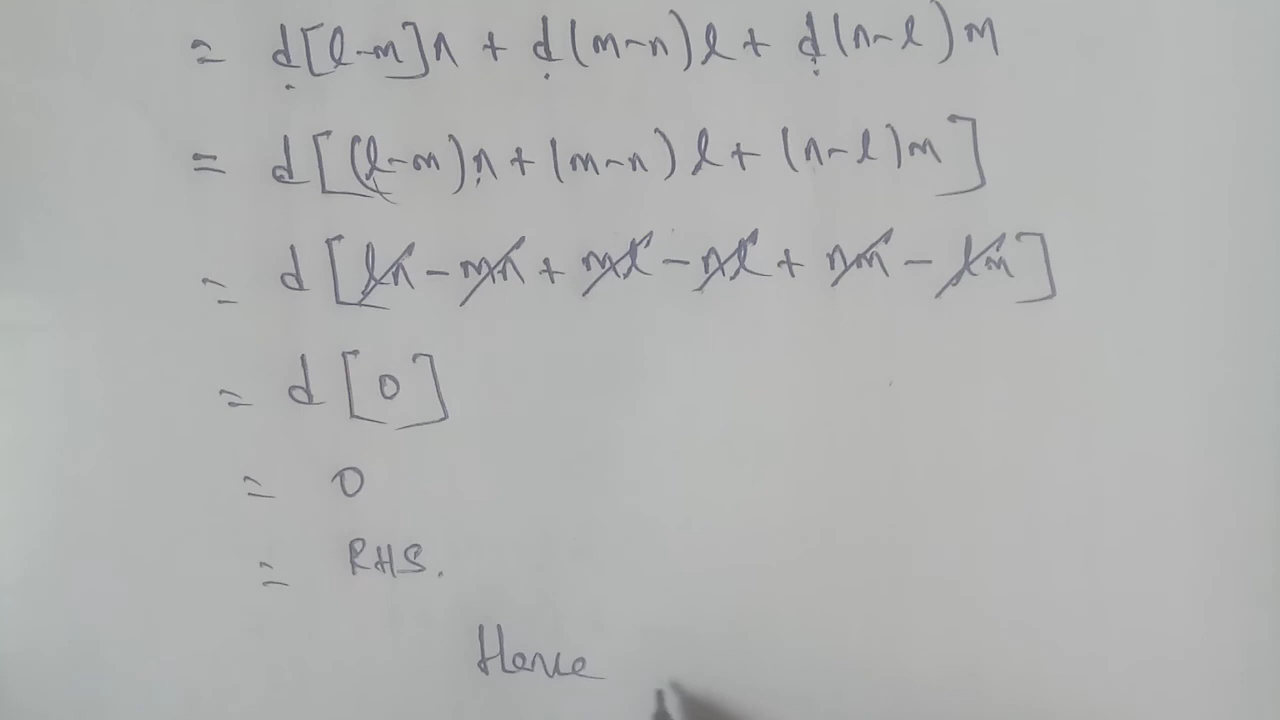 = d[l-m]n + d(m-n)l + d(n-l)m
= d[(l-m)n + (m-n)l + (n-l)m]
= d[ln - mn + ml - nl + nm - lm]
= d[0]
= 0
= RHS.
Hence